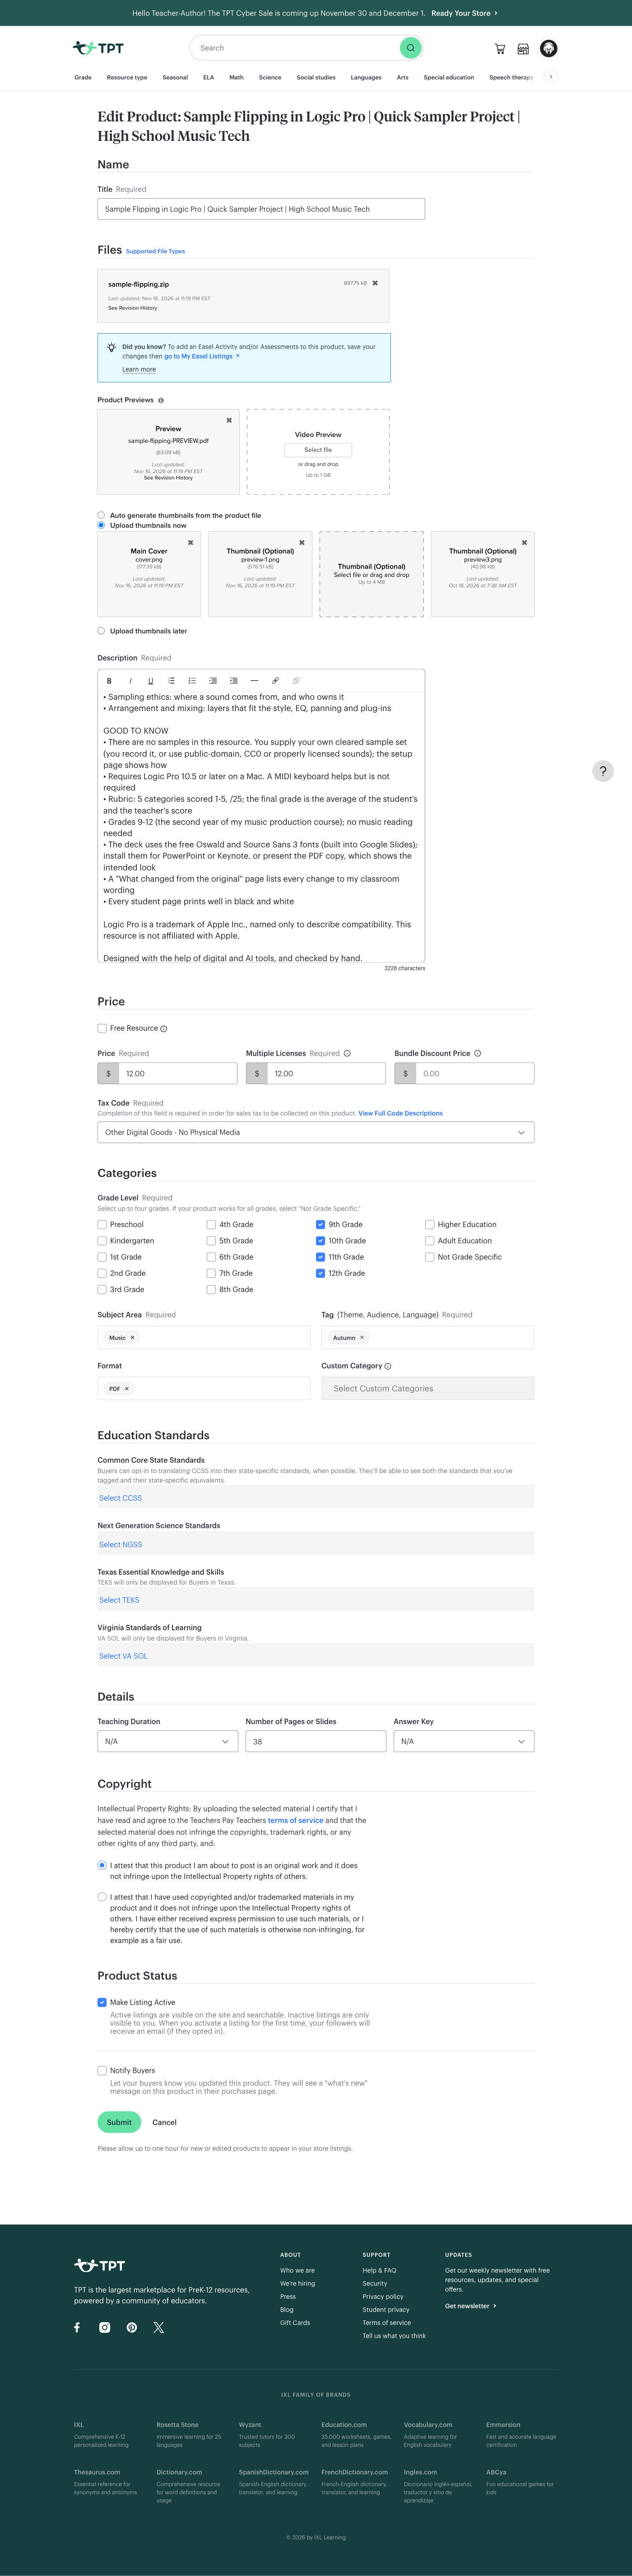 Hello Teacher-Author! The TPT Cyber Sale is coming up November 30 and December 1. Ready Your Store
TPT
Search
Grade Resource type Seasonal ELA Math Science Social studies Languages Arts Special education Speech therapy
Edit Product: Sample Flipping in Logic Pro | Quick Sampler Project |
High School Music Tech
Name
Title Required
Sample Flipping in Logic Pro | Quick Sampler Project | High School Music Tech
Files Supported File Types
sample-flipping.zip 897.75 kB
Last updated: Nov 16, 2026 at 11:19 PM EST
See Revision History
Did you know? To add an Easel Activity and/or Assessments to this product, save your
changes then go to My Easel Listings
Learn more
Product Previews
Preview
sample-flipping-PREVIEW.pdf
(63.09 kB)
Last updated:
Nov 16, 2026 at 11:19 PM EST
See Revision History
Video Preview
Select file
or drag and drop
Up to 1 GB
Auto generate thumbnails from the product file
Upload thumbnails now
Main Cover
cover.png
(177.39 kB)
Last updated:
Nov 16, 2026 at 11:19 PM EST
Thumbnail (Optional)
preview-1.png
(576.51 kB)
Last updated:
Nov 16, 2026 at 11:19 PM EST
Thumbnail (Optional)
Select file or drag and drop
Up to 4 MB
Thumbnail (Optional)
preview3.png
(40.98 kB)
Last updated:
Oct 16, 2026 at 7:38 AM EST
Upload thumbnails later
Description Required
B I U
• Sampling ethics: where a sound comes from, and who owns it
• Arrangement and mixing: layers that fit the style, EQ, panning and plug-ins
GOOD TO KNOW
• There are no samples in this resource. You supply your own cleared sample set
(you record it, or use public-domain, CC0 or properly licensed sounds); the setup
page shows how
• Requires Logic Pro 10.5 or later on a Mac. A MIDI keyboard helps but is not
required
• Rubric: 5 categories scored 1-5, /25; the final grade is the average of the student's
and the teacher's score
• Grades 9-12 (the second year of my music production course); no music reading
needed
• The deck uses the free Oswald and Source Sans 3 fonts (built into Google Slides);
install them for PowerPoint or Keynote, or present the PDF copy, which shows the
intended look
• A "What changed from the original" page lists every change to my classroom
wording
• Every student page prints well in black and white
Logic Pro is a trademark of Apple Inc., named only to describe compatibility. This
resource is not affiliated with Apple.
Designed with the help of digital and AI tools, and checked by hand.
3228 characters
?
Price
Free Resource
Price Required Multiple Licenses Required Bundle Discount Price
$ 12.00 $ 12.00 $ 0.00
Tax Code Required
Completion of this field is required in order for sales tax to be collected on this product. View Full Code Descriptions
Other Digital Goods - No Physical Media
Categories
Grade Level Required
Select up to four grades. If your product works for all grades, select "Not Grade Specific."
Preschool 4th Grade 9th Grade Higher Education
Kindergarten 5th Grade 10th Grade Adult Education
1st Grade 6th Grade 11th Grade Not Grade Specific
2nd Grade 7th Grade 12th Grade
3rd Grade 8th Grade
Subject Area Required Tag (Theme, Audience, Language) Required
Music Autumn
Format Custom Category
PDF Select Custom Categories
Education Standards
Common Core State Standards
Buyers can opt-in to translating CCSS into their state-specific standards, when possible. They'll be able to see both the standards that you've
tagged and their state-specific equivalents.
Select CCSS
Next Generation Science Standards
Select NGSS
Texas Essential Knowledge and Skills
TEKS will only be displayed for Buyers in Texas.
Select TEKS
Virginia Standards of Learning
VA SOL will only be displayed for Buyers in Virginia.
Select VA SOL
Details
Teaching Duration Number of Pages or Slides Answer Key
N/A 38 N/A
Copyright
Intellectual Property Rights: By uploading the selected material I certify that I
have read and agree to the Teachers Pay Teachers terms of service and that the
selected material does not infringe the copyrights, trademark rights, or any
other rights of any third party, and:
I attest that this product I am about to post is an original work and it does
not infringe upon the Intellectual Property rights of others.
I attest that I have used copyrighted and/or trademarked materials in my
product and it does not infringe upon the Intellectual Property rights of
others. I have either received express permission to use such materials, or I
hereby certify that the use of such materials is otherwise non-infringing, for
example as a fair use.
Product Status
Make Listing Active
Active listings are visible on the site and searchable. Inactive listings are only
visible to you. When you activate a listing for the first time, your followers will
receive an email (if they opted in).
Notify Buyers
Let your buyers know you updated this product. They will see a "what's new"
message on this product in their purchases page.
Submit Cancel
Please allow up to one hour for new or edited products to appear in your store listings.
TPT
TPT is the largest marketplace for PreK-12 resources,
powered by a community of educators.
ABOUT
Who we are
We're hiring
Press
Blog
Gift Cards
SUPPORT
Help & FAQ
Security
Privacy policy
Student privacy
Terms of service
Tell us what you think
UPDATES
Get our weekly newsletter with free
resources, updates, and special
offers.
Get newsletter
IXL FAMILY OF BRANDS
IXL
Comprehensive K-12
personalized learning
Rosetta Stone
Immersive learning for 25
languages
Wyzant
Trusted tutors for 300
subjects
Education.com
35,000 worksheets, games,
and lesson plans
Vocabulary.com
Adaptive learning for
English vocabulary
Emmersion
Fast and accurate language
certification
Thesaurus.com
Essential reference for
synonyms and antonyms
Dictionary.com
Comprehensive resource
for word definitions and
usage
SpanishDictionary.com
Spanish-English dictionary,
translator, and learning
FrenchDictionary.com
French-English dictionary,
translator, and learning
Ingles.com
Diccionario inglés-español,
traductor y sitio de
aprendizaje
ABCya
Fun educational games for
kids
© 2026 by IXL Learning